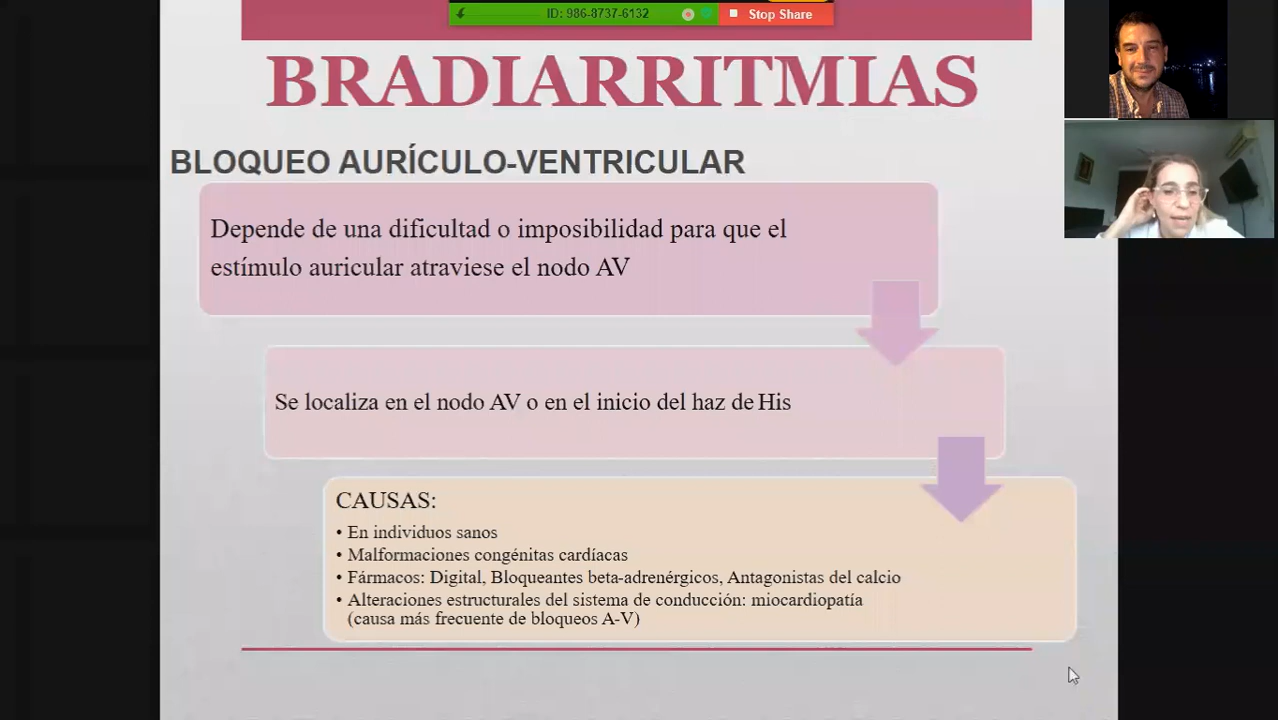 ID: 986-8737-6132
Stop Share
BRADIARRITMIAS
BLOQUEO AURÍCULO-VENTRICULAR
Depende de una dificultad o imposibilidad para que el
estímulo auricular atraviese el nodo AV
Se localiza en el nodo AV o en el inicio del haz de His
CAUSAS:
• En individuos sanos
• Malformaciones congénitas cardíacas
• Fármacos: Digital, Bloqueantes beta-adrenérgicos, Antagonistas del calcio
• Alteraciones estructurales del sistema de conducción: miocardiopatía
(causa más frecuente de bloqueos A-V)